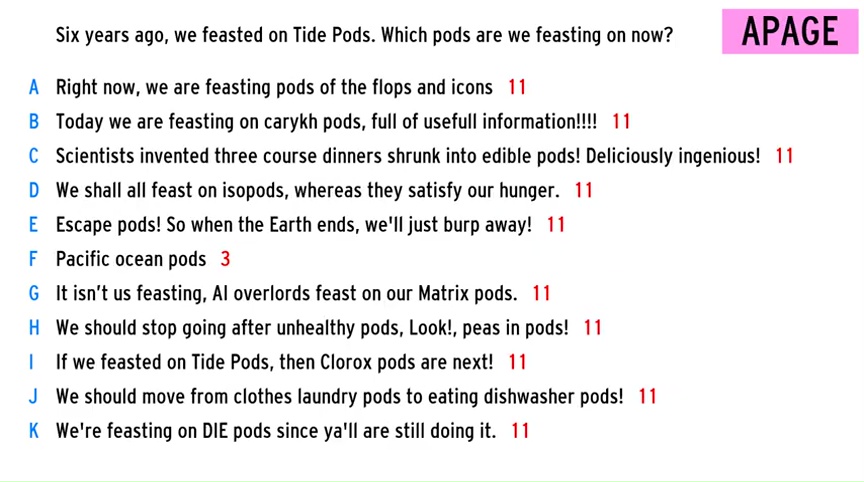 Six years ago, we feasted on Tide Pods. Which pods are we feasting on now?
APAGE
A Right now, we are feasting pods of the flops and icons 11
B Today we are feasting on carykh pods, full of usefull information!!!! 11
C Scientists invented three course dinners shrunk into edible pods! Deliciously ingenious! 11
D We shall all feast on isopods, whereas they satisfy our hunger. 11
E Escape pods! So when the Earth ends, we'll just burp away! 11
F Pacific ocean pods 3
G It isn’t us feasting, AI overlords feast on our Matrix pods. 11
H We should stop going after unhealthy pods, Look!, peas in pods! 11
I If we feasted on Tide Pods, then Clorox pods are next! 11
J We should move from clothes laundry pods to eating dishwasher pods! 11
K We're feasting on DIE pods since ya'll are still doing it. 11